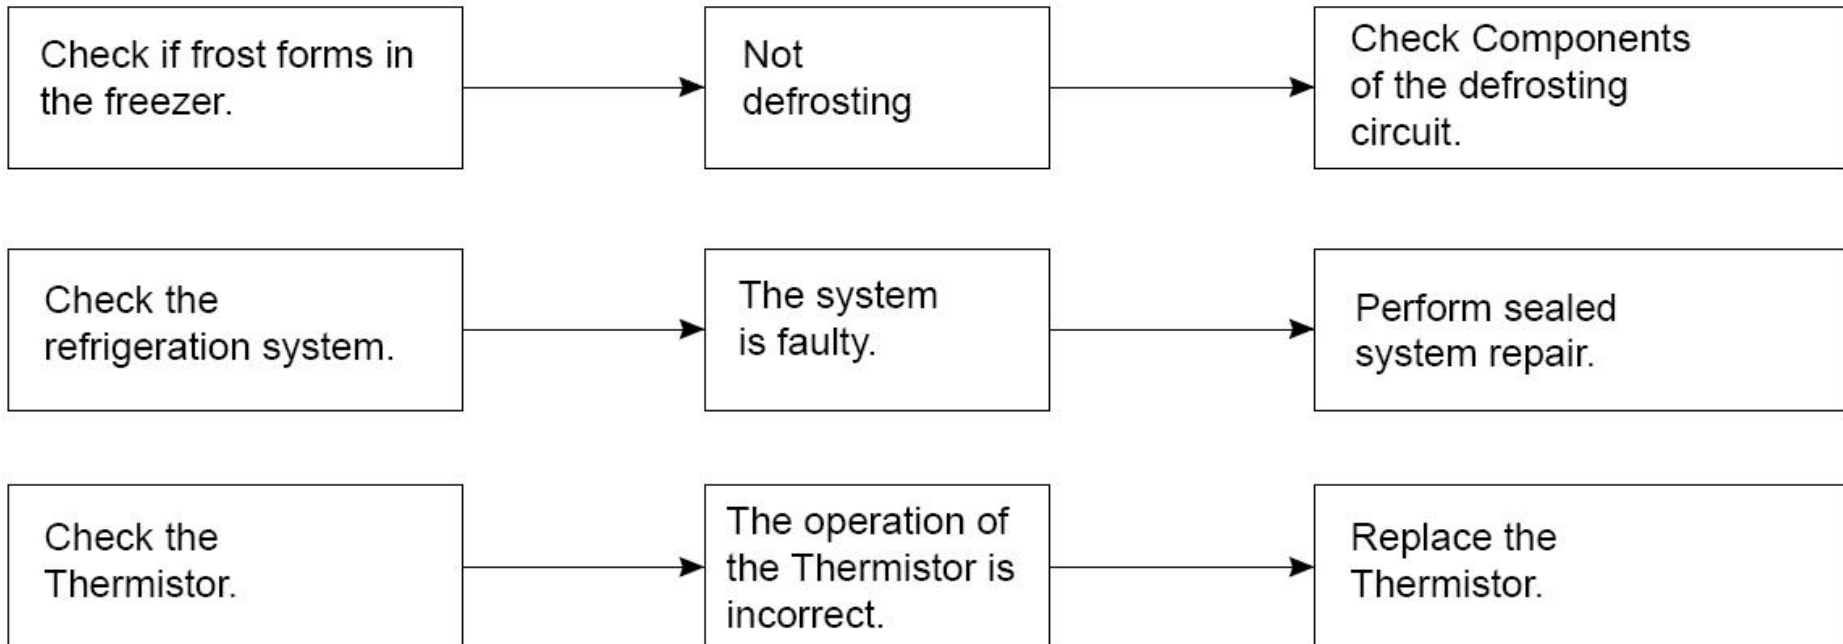 Check if frost forms in
the freezer.
Not
defrosting
Check Components
of the defrosting
circuit.
Check the
refrigeration system.
The system
is faulty.
Perform sealed
system repair.
Check the
Thermistor.
The operation of
the Thermistor is
incorrect.
Replace the
Thermistor.